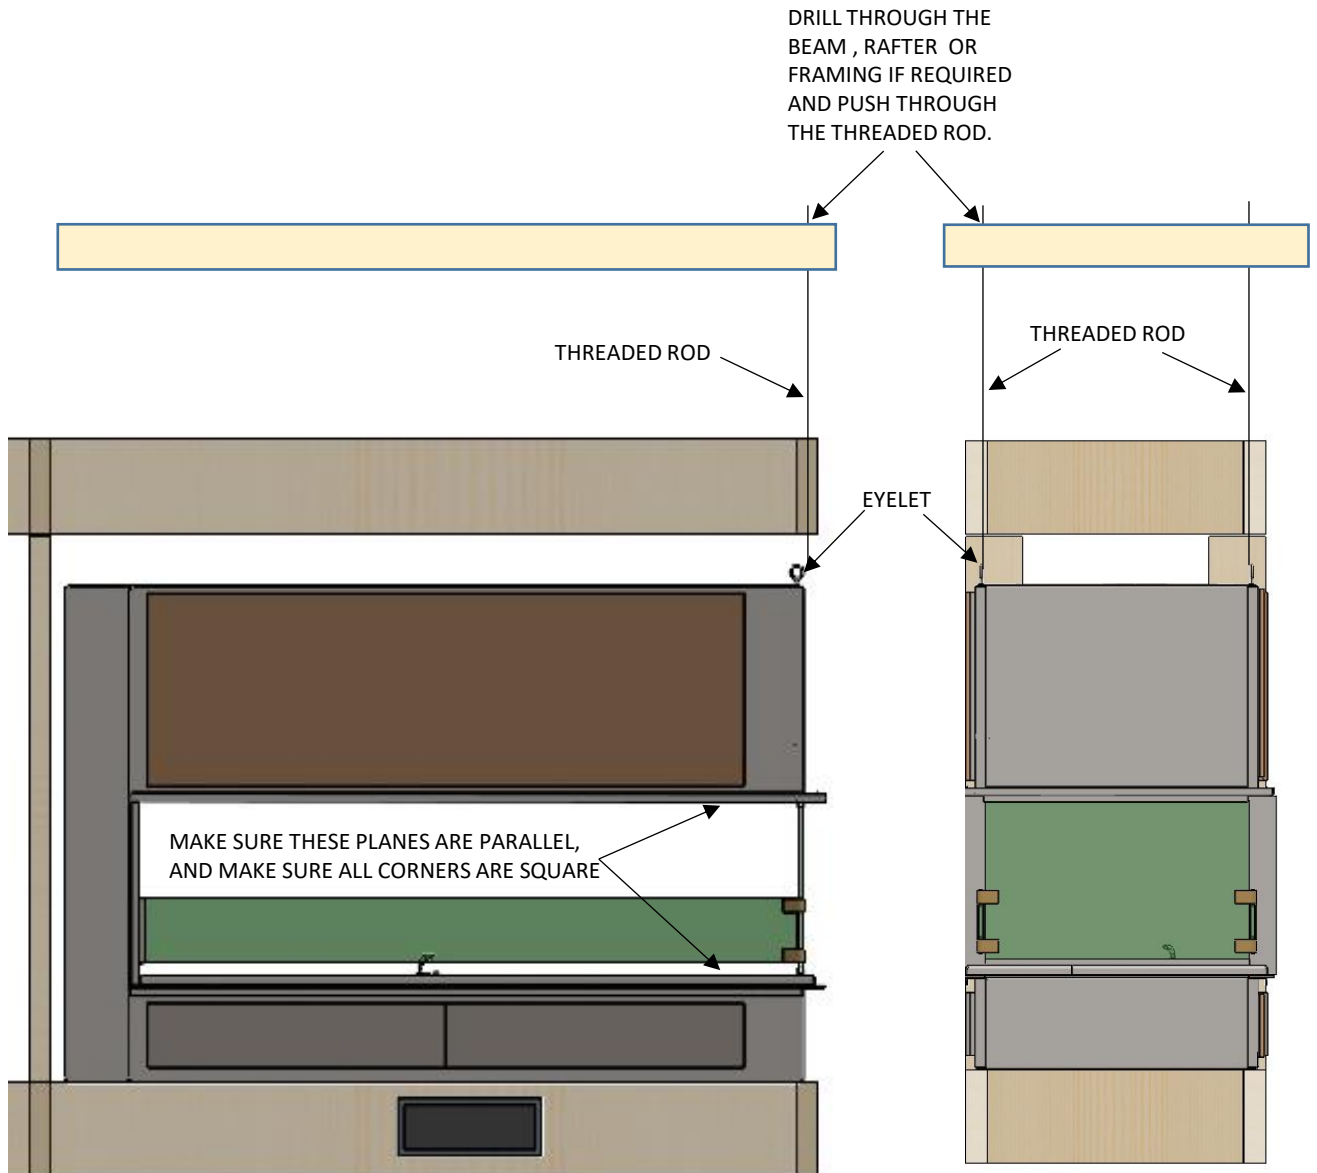 DRILL THROUGH THE
BEAM , RAFTER OR
FRAMING IF REQUIRED
AND PUSH THROUGH
THE THREADED ROD.
THREADED ROD
THREADED ROD
EYELET
MAKE SURE THESE PLANES ARE PARALLEL,
AND MAKE SURE ALL CORNERS ARE SQUARE